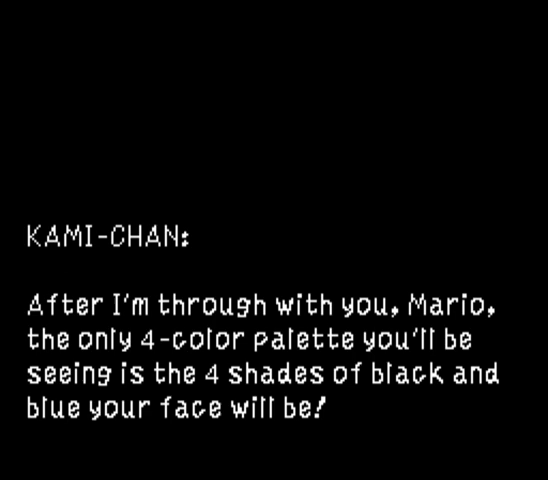 KAMI-CHAN:
After I'm through with you, Mario,
the only 4-color palette you'll be
seeing is the 4 shades of black and
blue your face will be!